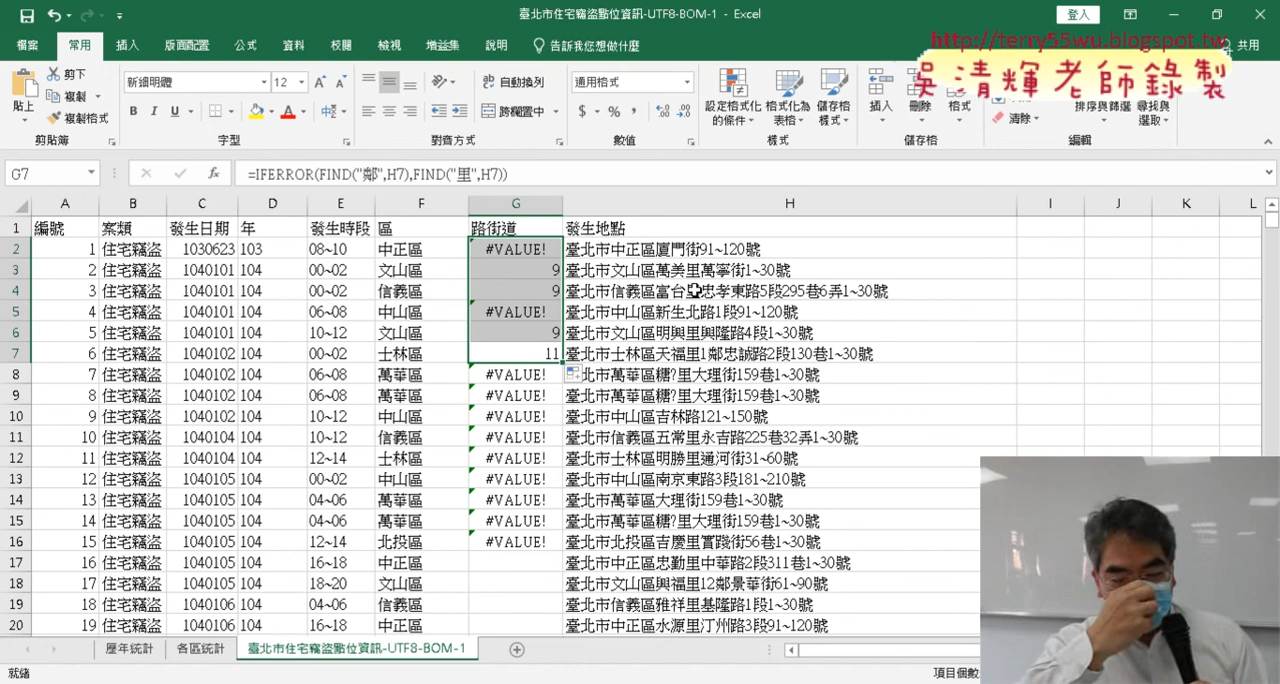 臺北市住宅竊盜點位資訊-UTF8-BOM-1 - Excel
登入
檔案 常用 插入 版面配置 公式 資料 校閱 檢視 增益集 說明 告訴我您想做什麼 共用
http://terry55wu.blogspot.tw
吳清輝老師錄製
貼上 剪下 複製 複製格式 剪貼簿
新細明體 12 B I U 字型
自動換列 跨欄置中 對齊方式
通用格式 $ % 數值
設定格式化的條件 格式化為表格 儲存格樣式 樣式
插入 刪除 格式 儲存格
清除 排序與篩選 尋找與選取 編輯
G7 =IFERROR(FIND("鄰",H7),FIND("里",H7))
A B C D E F G H I J K L
1 編號 案類 發生日期 年 發生時段 區 路街道 發生地點
2 1 住宅竊盜 1030623 103 08~10 中正區 #VALUE! 臺北市中正區廈門街91~120號
3 2 住宅竊盜 1040101 104 00~02 文山區 9 臺北市文山區萬美里萬寧街1~30號
4 3 住宅竊盜 1040101 104 00~02 信義區 9 臺北市信義區富台里忠孝東路5段295巷6弄1~30號
5 4 住宅竊盜 1040101 104 06~08 中山區 #VALUE! 臺北市中山區新生北路1段91~120號
6 5 住宅竊盜 1040101 104 10~12 文山區 9 臺北市文山區明興里興隆路4段1~30號
7 6 住宅竊盜 1040102 104 00~02 士林區 11 臺北市士林區天福里1鄰忠誠路2段130巷1~30號
8 7 住宅竊盜 1040102 104 06~08 萬華區 #VALUE! 北市萬華區糖?里大理街159巷1~30號
9 8 住宅竊盜 1040102 104 06~08 萬華區 #VALUE! 臺北市萬華區糖?里大理街159巷1~30號
10 9 住宅竊盜 1040102 104 10~12 中山區 #VALUE! 臺北市中山區吉林路121~150號
11 10 住宅竊盜 1040104 104 10~12 信義區 #VALUE! 臺北市信義區五常里永吉路225巷32弄1~30號
12 11 住宅竊盜 1040104 104 12~14 士林區 #VALUE! 臺北市士林區明勝里通河街31~60號
13 12 住宅竊盜 1040105 104 00~02 中山區 #VALUE! 臺北市中山區南京東路3段181~210號
14 13 住宅竊盜 1040105 104 04~06 萬華區 #VALUE! 臺北市萬華區大理街159巷1~30號
15 14 住宅竊盜 1040105 104 04~06 萬華區 #VALUE! 臺北市萬華區糖?里大理街159巷1~30號
16 15 住宅竊盜 1040105 104 12~14 北投區 #VALUE! 臺北市北投區吉慶里實踐街56巷1~30號
17 16 住宅竊盜 1040105 104 16~18 中正區 臺北市中正區忠勤里中華路2段311巷1~30號
18 17 住宅竊盜 1040105 104 18~20 文山區 臺北市文山區興福里12鄰景華街61~90號
19 18 住宅竊盜 1040106 104 04~06 信義區 臺北市信義區雅祥里基隆路1段1~30號
20 19 住宅竊盜 1040106 104 16~18 中正區 臺北市中正區水源里汀州路3段91~120號
歷年統計 各區統計 臺北市住宅竊盜點位資訊-UTF8-BOM-1
就緒 項目個數